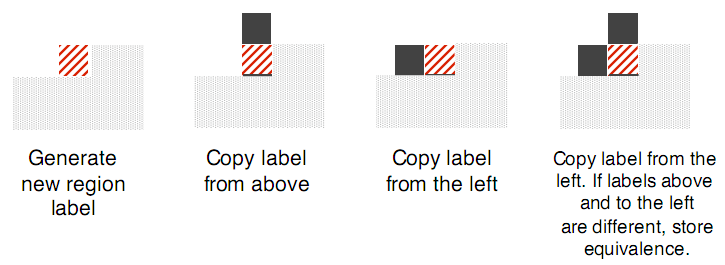 Generate
new region
label
Copy label
from above
Copy label
from the left
Copy label from the
left. If labels above
and to the left
are different, store
equivalence.